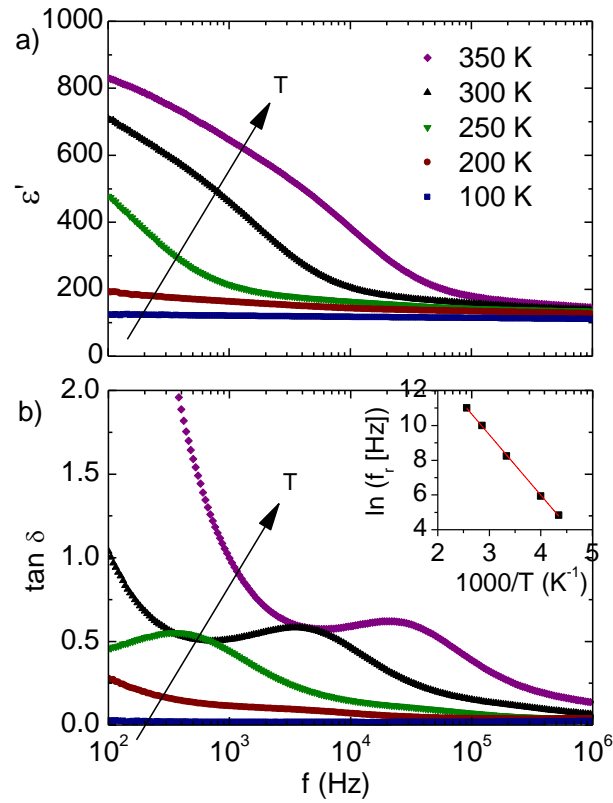 a)
1000
800
600
400
200
0
ε'
T
350 K
300 K
250 K
200 K
100 K
b)
2.0
1.5
1.0
0.5
0.0
tan δ
T
12
10
8
6
4
ln (f_r [Hz])
2 3 4 5
1000/T (K⁻¹)
10² 10³ 10⁴ 10⁵ 10⁶
f (Hz)